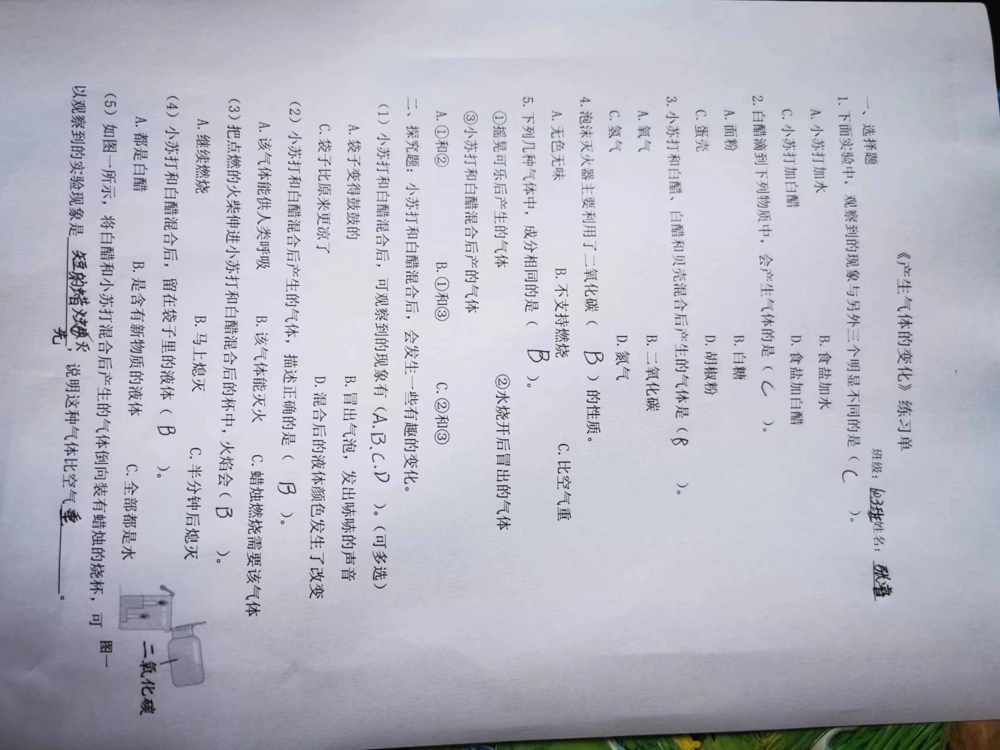 《产生气体的变化》练习单
班级： 姓名：
一、选择题
1. 下面实验中，观察到的现象与另外三个明显不同的是（ C ）。
A. 小苏打加水 B. 食盐加水
C. 小苏打加白醋 D. 食盐加白醋
2. 白醋滴到下列物质中，会产生气体的是（ C ）。
A. 面粉 B. 白糖
C. 蛋壳 D. 胡椒粉
3. 小苏打和白醋、白醋和贝壳混合后产生的气体是（ B ）。
A. 氧气 B. 二氧化碳
C. 氢气 D. 氮气
4. 泡沫灭火器主要利用了二氧化碳（ B ）的性质。
A. 无色无味 B. 不支持燃烧 C. 比空气重
5. 下列几种气体中，成分相同的是（ B ）。
①摇晃可乐后产生的气体 ②水烧开后冒出的气体
③小苏打和白醋混合后产的气体
A. ①和② B. ①和③ C. ②和③
二、探究题：小苏打和白醋混合后，会发生一些有趣的变化。
（1）小苏打和白醋混合后，可观察到的现象有（A、B、C、D ）。（可多选）
A. 袋子变得鼓鼓的 B. 冒出气泡，发出哧哧的声音
C. 袋子比原来更凉了 D. 混合后的液体颜色发生了改变
（2）小苏打和白醋混合后产生的气体，描述正确的是（ B ）。
A. 该气体能供人类呼吸 B. 该气体能灭火 C. 蜡烛燃烧需要该气体
（3）把点燃的火柴伸进小苏打和白醋混合后的杯中，火焰会（ B ）。
A. 继续燃烧 B. 马上熄灭 C. 半分钟后熄灭
（4）小苏打和白醋混合后，留在袋子里的液体（ B ）。
A. 都是白醋 B. 是含有新物质的液体 C. 全部都是水
二氧化碳
（5）如图一所示，将白醋和小苏打混合后产生的气体倒向装有蜡烛的烧杯，可 图一
以观察到的实验现象是 短的蜡烛先灭，说明这种气体比空气重。